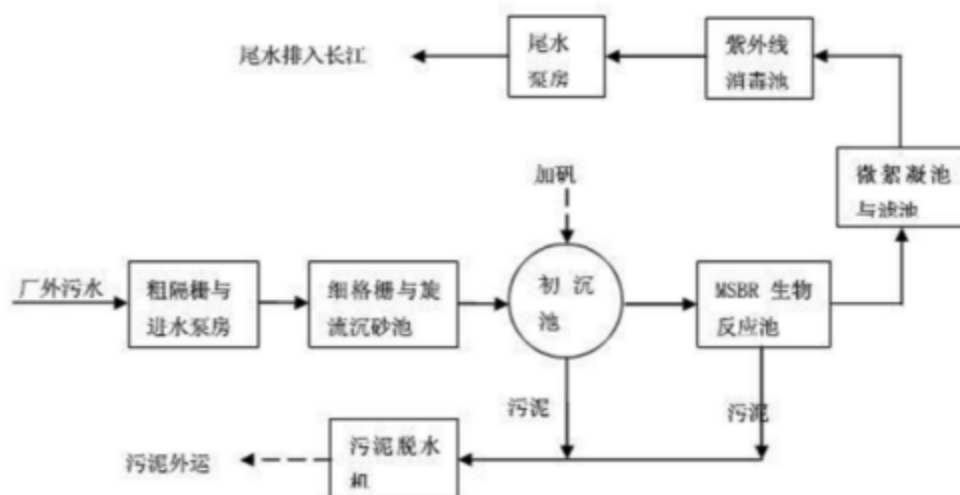 尾水排入长江
尾水
泵房
紫外线
消毒池
微絮凝池
与滤池
加矾
厂外污水
粗隔栅与
进水泵房
细格栅与旋
流沉砂池
初沉
池
MSBR 生物
反应池
污泥
污泥
污泥外运
污泥脱水
机